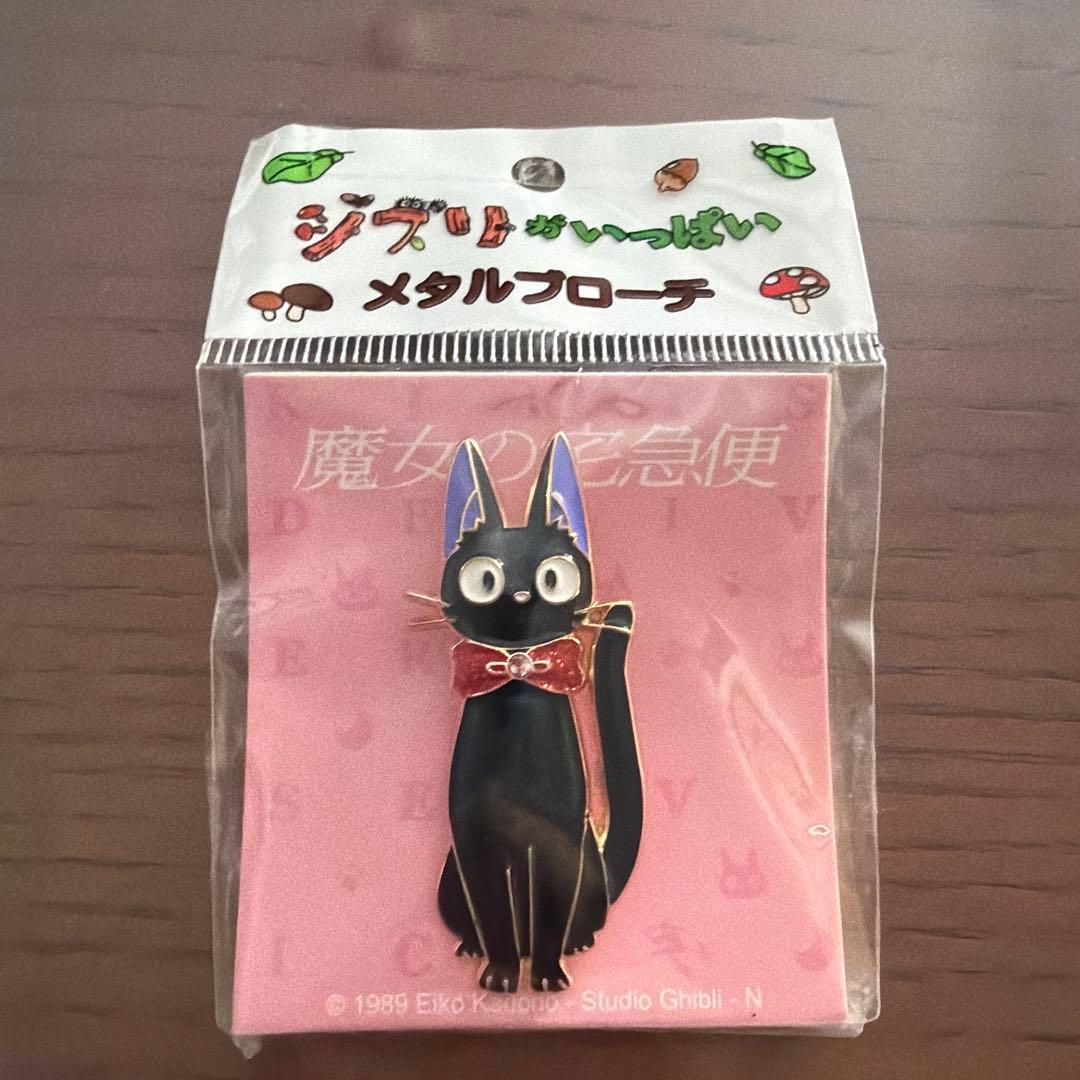 ジブリがいっぱい
メタルブローチ
魔女の宅急便
D I V
E
S E V
I C
© 1989 Eiko Kadono - Studio Ghibli - N